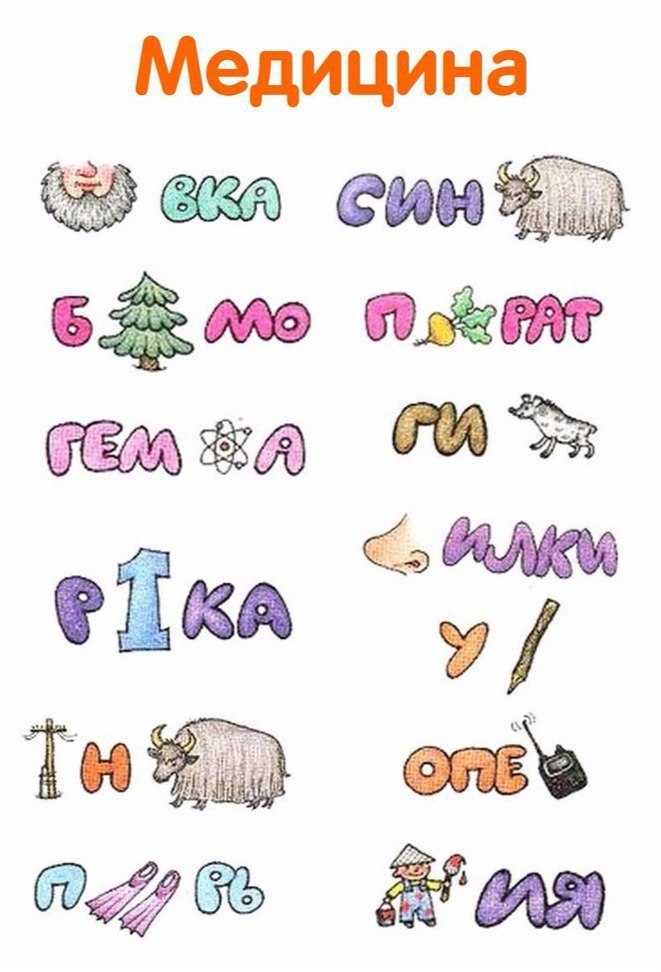 Медицина
ВКА СИН
Б МО П РАТ
ГЕМ А ГИ
Р1КА ИЛКИ
У
Н ОПЕ
П РЬ ИЯ